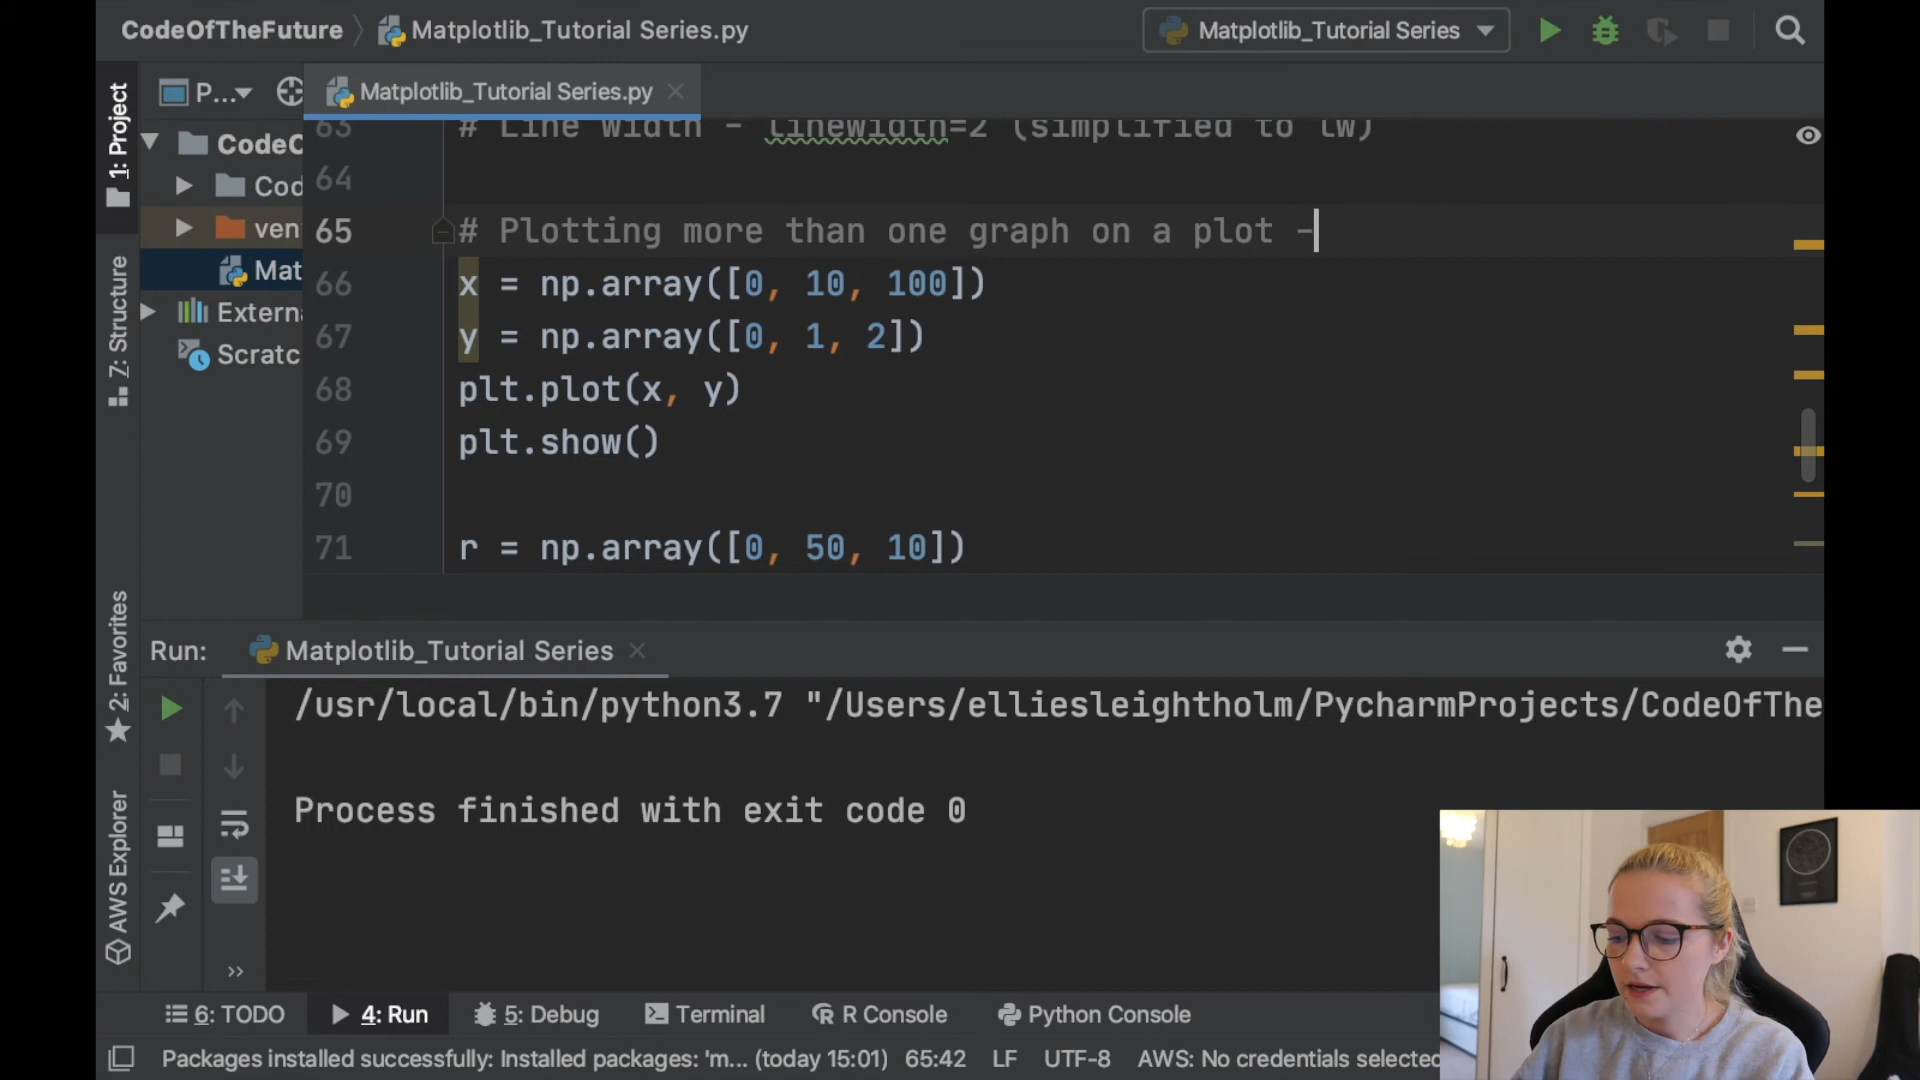 CodeOfTheFuture Matplotlib_Tutorial Series.py Matplotlib_Tutorial Series
1: Project
P... Matplotlib_Tutorial Series.py
CodeC
Cod
ven
Mat
Extern
Scratc
Z: Structure
2: Favorites
AWS Explorer
63 # Line Width - linewidth=2 (simplified to lw)
64
65 # Plotting more than one graph on a plot -
66 x = np.array([0, 10, 100])
67 y = np.array([0, 1, 2])
68 plt.plot(x, y)
69 plt.show()
70
71 r = np.array([0, 50, 10])
Run: Matplotlib_Tutorial Series
/usr/local/bin/python3.7 "/Users/elliesleightholm/PycharmProjects/CodeOfThe
Process finished with exit code 0
6: TODO 4: Run 5: Debug Terminal R Console Python Console
Packages installed successfully: Installed packages: 'm... (today 15:01) 65:42 LF UTF-8 AWS: No credentials selected